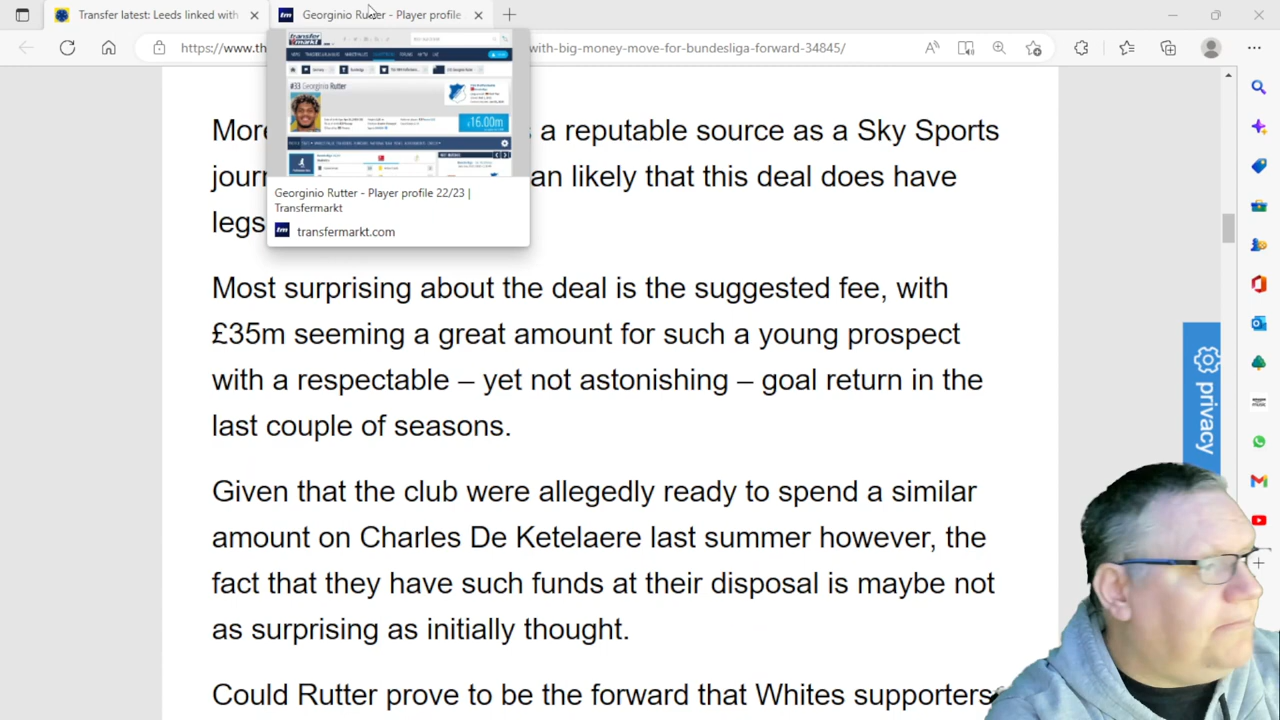 Transfer latest: Leeds linked with
Georginio Rutter - Player profile
https://www.th
with-big-money-move-for-bundesliga-forward-34845/
#33 Georginio Rutter
€16.00m
Georginio Rutter - Player profile 22/23 |
Transfermarkt
tm transfermarkt.com
More
a reputable source as a Sky Sports
jour
an likely that this deal does have
legs
Most surprising about the deal is the suggested fee, with
£35m seeming a great amount for such a young prospect
with a respectable – yet not astonishing – goal return in the
last couple of seasons.
Given that the club were allegedly ready to spend a similar
amount on Charles De Ketelaere last summer however, the
fact that they have such funds at their disposal is maybe not
as surprising as initially thought.
Could Rutter prove to be the forward that Whites supporters
privacy